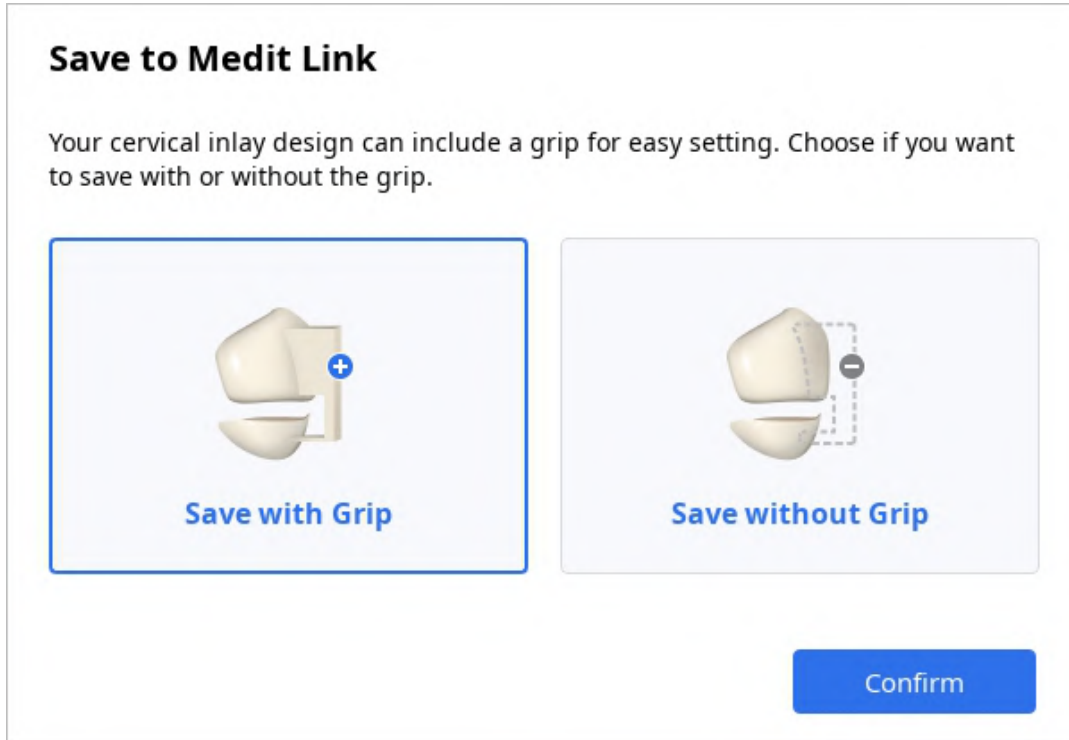 Save to Medit Link
Your cervical inlay design can include a grip for easy setting. Choose if you want
to save with or without the grip.
Save with Grip
Save without Grip
Confirm